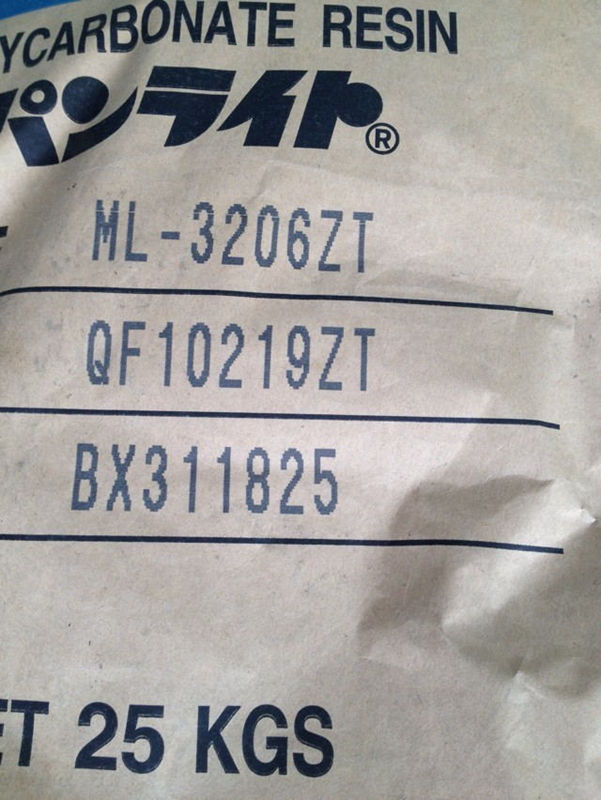 YCARBONATE RESIN
パンライト®
ML-3206ZT
QF10219ZT
BX311825
ET 25 KGS